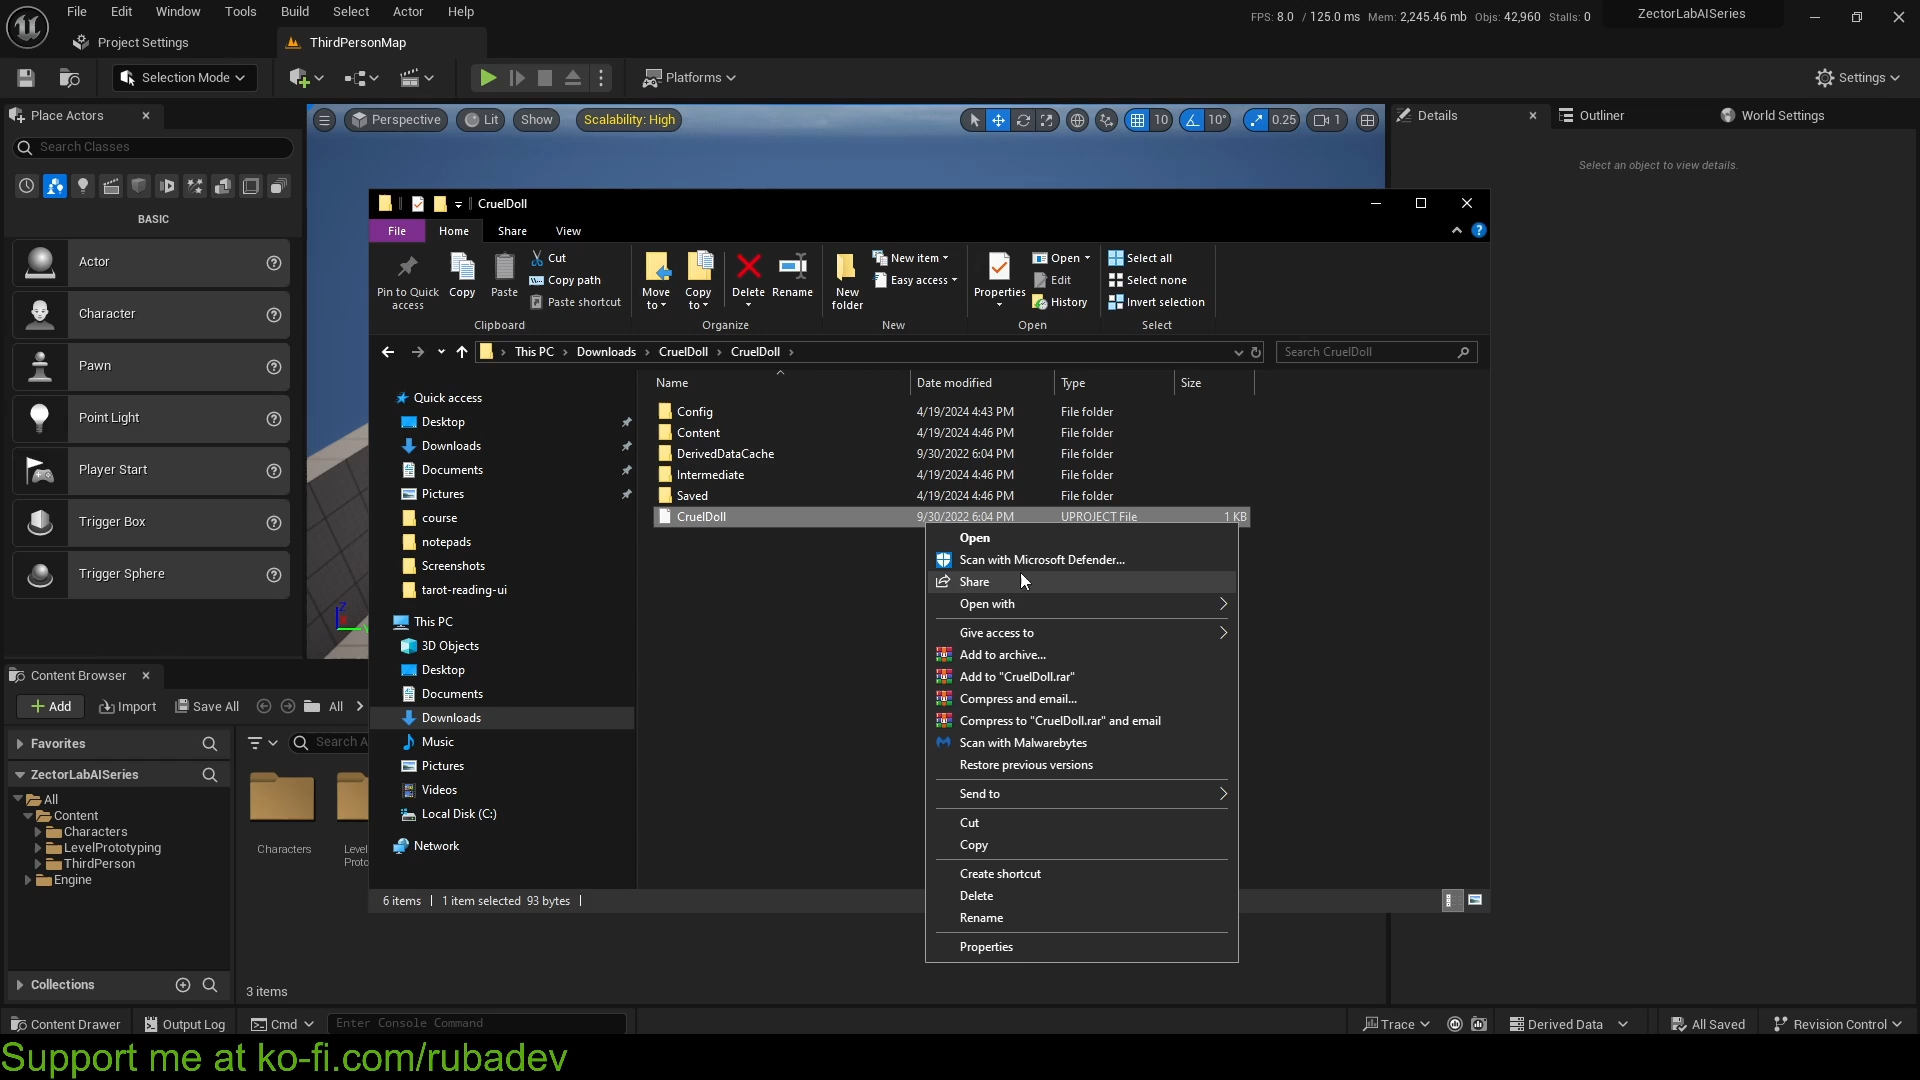 File Edit Window Tools Build Select Actor Help
FPS: 8.0 / 125.0 ms Mem: 2,245.46 mb Objs: 42,960 Stalls: 0
ZectorLabAISeries
Project Settings
ThirdPersonMap
Selection Mode
Platforms
Settings
Place Actors
Search Classes
BASIC
Actor
Character
Pawn
Point Light
Player Start
Trigger Box
Trigger Sphere
Perspective
Lit
Show
Scalability: High
10
10°
0.25
1
Details
Outliner
World Settings
Select an object to view details.
CruelDoll
File Home Share View
Pin to Quick access
Copy
Paste
Cut
Copy path
Paste shortcut
Clipboard
Move to
Copy to
Delete
Rename
Organize
New folder
New item
Easy access
New
Properties
Open
Edit
History
Open
Select all
Select none
Invert selection
Select
This PC > Downloads > CruelDoll > CruelDoll >
Search CruelDoll
Name Date modified Type Size
Config 4/19/2024 4:43 PM File folder
Content 4/19/2024 4:46 PM File folder
DerivedDataCache 9/30/2022 6:04 PM File folder
Intermediate 4/19/2024 4:46 PM File folder
Saved 4/19/2024 4:46 PM File folder
CruelDoll 9/30/2022 6:04 PM UPROJECT File 1 KB
Quick access
Desktop
Downloads
Documents
Pictures
course
notepads
Screenshots
tarot-reading-ui
This PC
3D Objects
Desktop
Documents
Downloads
Music
Pictures
Videos
Local Disk (C:)
Network
6 items 1 item selected 93 bytes
Open
Scan with Microsoft Defender...
Share
Open with
Give access to
Add to archive...
Add to "CruelDoll.rar"
Compress and email...
Compress to "CruelDoll.rar" and email
Scan with Malwarebytes
Restore previous versions
Send to
Cut
Copy
Create shortcut
Delete
Rename
Properties
Content Browser
Add
Import
Save All
All
Favorites
Search A
ZectorLabAISeries
All
Content
Characters
LevelPrototyping
ThirdPerson
Engine
Characters
Level
Proto
Collections
3 items
Content Drawer
Output Log
Cmd
Enter Console Command
Trace
Derived Data
All Saved
Revision Control
Support me at ko-fi.com/rubadev